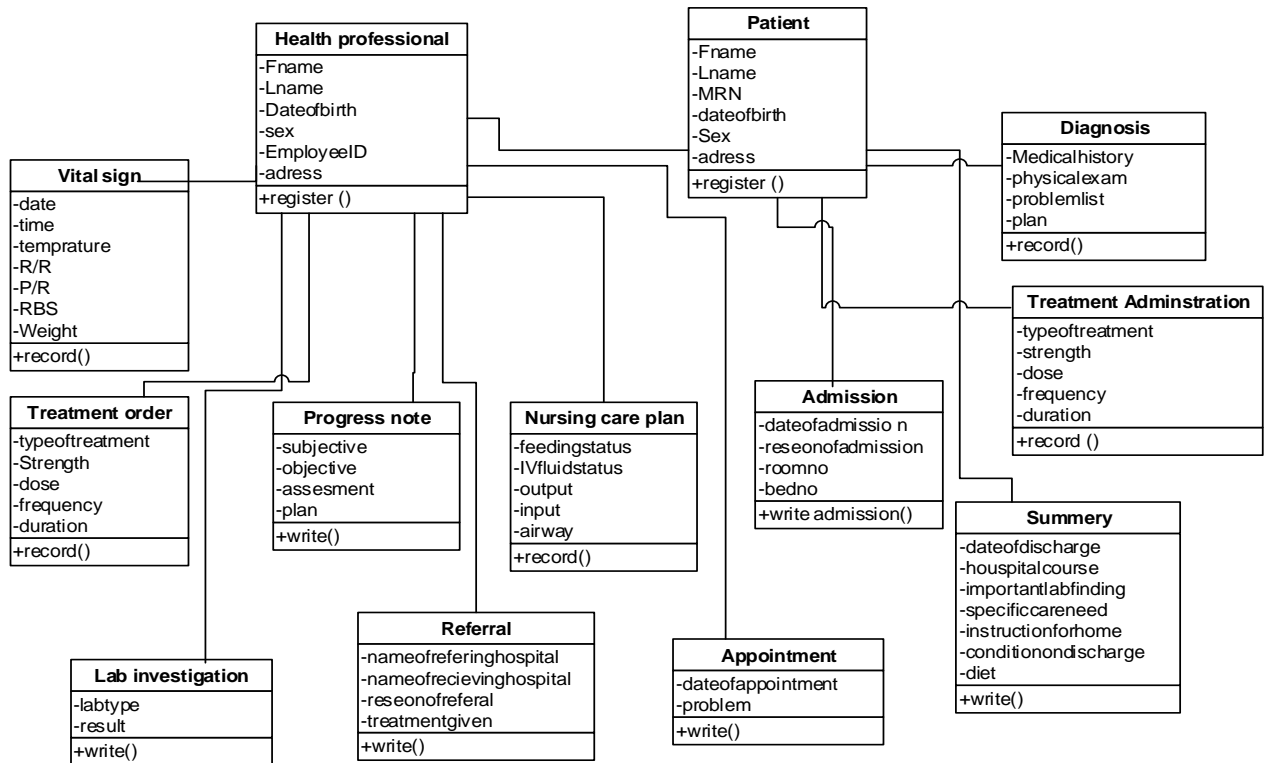 Health professional
-Fname
-Lname
-Dateofbirth
-sex
-EmployeeID
-adress
+register ()
Patient
-Fname
-Lname
-MRN
-dateofbirth
-Sex
-adress
+register ()
Diagnosis
-Medicalhistory
-physicalexam
-problemlist
-plan
+record()
Vital sign
-date
-time
-temprature
-R/R
-P/R
-RBS
-Weight
+record()
Treatment Adminstration
-typeoftreatment
-strength
-dose
-frequency
-duration
+record ()
Treatment order
-typeoftreatment
-Strength
-dose
-frequency
-duration
+record()
Progress note
-subjective
-objective
-assesment
-plan
+write()
Nursing care plan
-feedingstatus
-IVfluidstatus
-output
-input
-airway
+record()
Admission
-dateofadmissio n
-reseonofadmission
-roomno
-bedno
+write admission()
Summery
-dateofdischarge
-houspitalcourse
-importantlabfinding
-specificcareneed
-instructionforhome
-conditionondischarge
-diet
+write()
Lab investigation
-labtype
-result
+write()
Referral
-nameofreferinghospital
-nameofrecievinghospital
-reseonofreferal
-treatmentgiven
+write()
Appointment
-dateofappointment
-problem
+write()